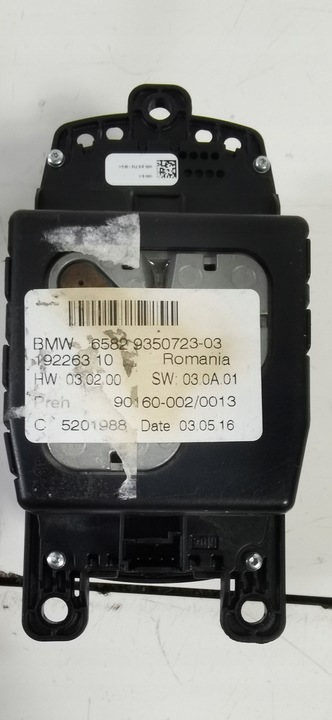 BMW 6582 9350723-03
192263 10 Romania
HW: 03.02.00 SW: 03.0A.01
Preh 90160-002/0013
C 5201988 Date 03.05.16